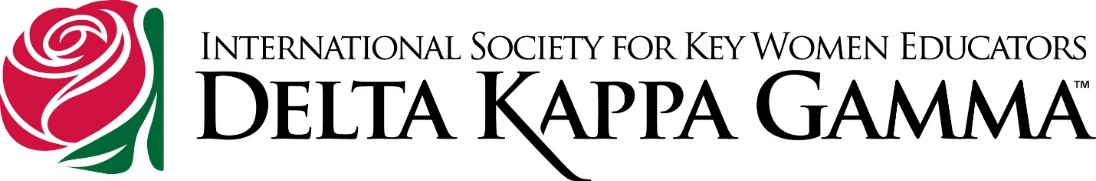 International Society for Key Women Educators
Delta Kappa Gamma™